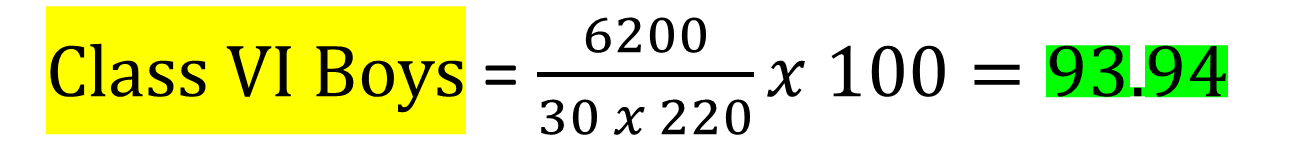 Class VI Boys = 6200 / 30 x 220 x 100 = 93.94